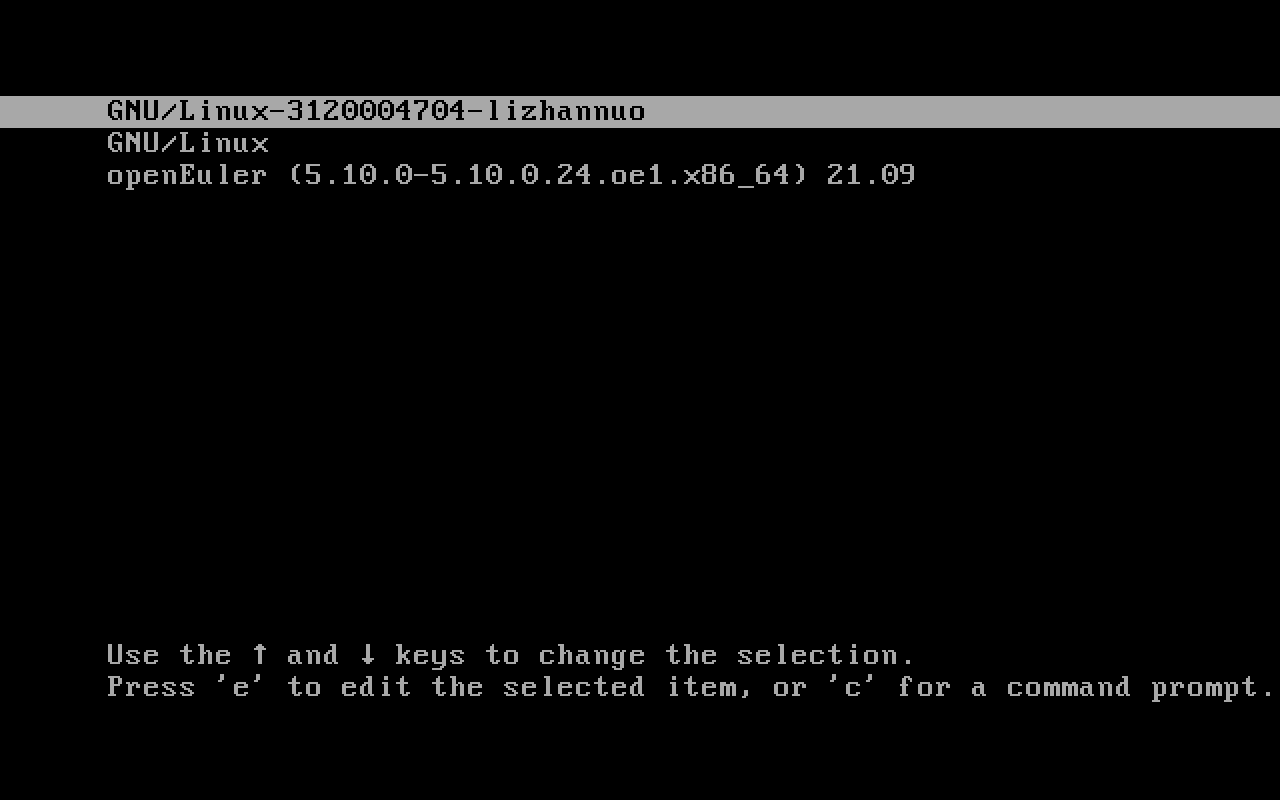 GNU/Linux-3120004704-lizhannuo
GNU/Linux
openEuler (5.10.0-5.10.0.24.oe1.x86_64) 21.09
Use the ↑ and ↓ keys to change the selection.
Press 'e' to edit the selected item, or 'c' for a command prompt.